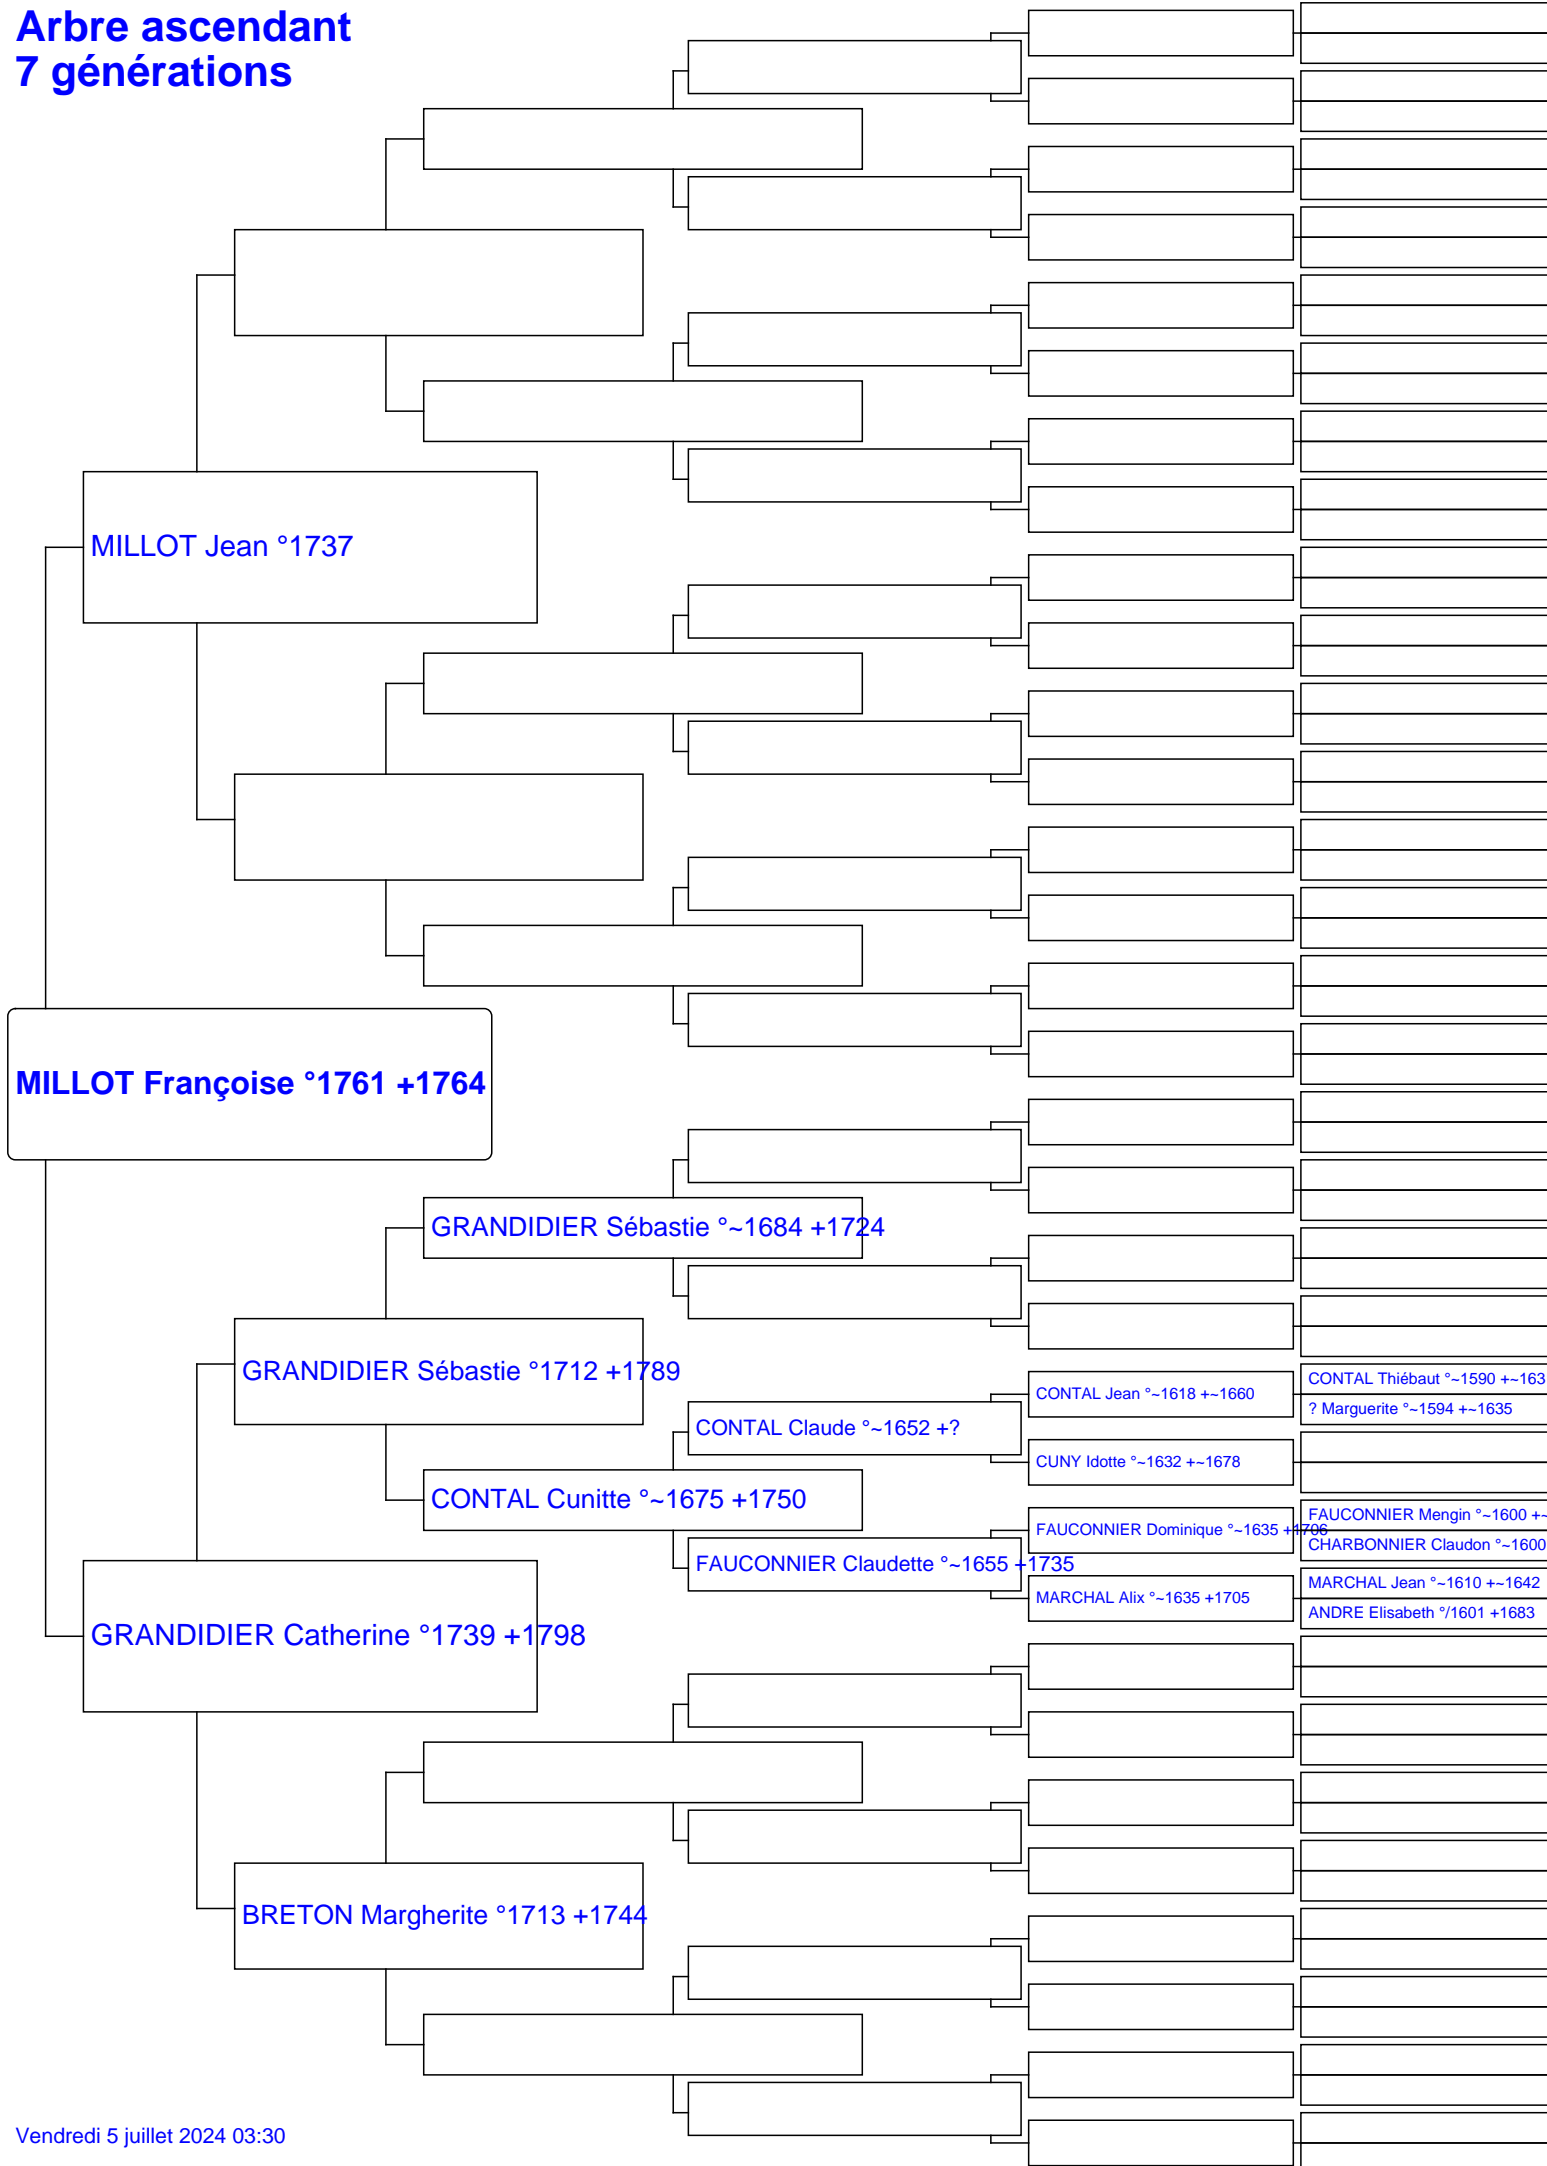 Arbre ascendant
7 générations
MILLOT Jean °1737
MILLOT Françoise °1761 +1764
GRANDIDIER Sébastie °~1684 +1724
GRANDIDIER Sébastie °1712 +1789
CONTAL Thiébaut °~1590 +~163
CONTAL Jean °~1618 +~1660
? Marguerite °~1594 +~1635
CONTAL Claude °~1652 +?
CUNY Idotte °~1632 +~1678
CONTAL Cunitte °~1675 +1750
FAUCONNIER Mengin °~1600 +~
FAUCONNIER Dominique °~1635 +1706
CHARBONNIER Claudon °~1600
FAUCONNIER Claudette °~1655 +1735
MARCHAL Jean °~1610 +~1642
MARCHAL Alix °~1635 +1705
ANDRE Elisabeth °/1601 +1683
GRANDIDIER Catherine °1739 +1798
BRETON Margherite °1713 +1744
Vendredi 5 juillet 2024 03:30